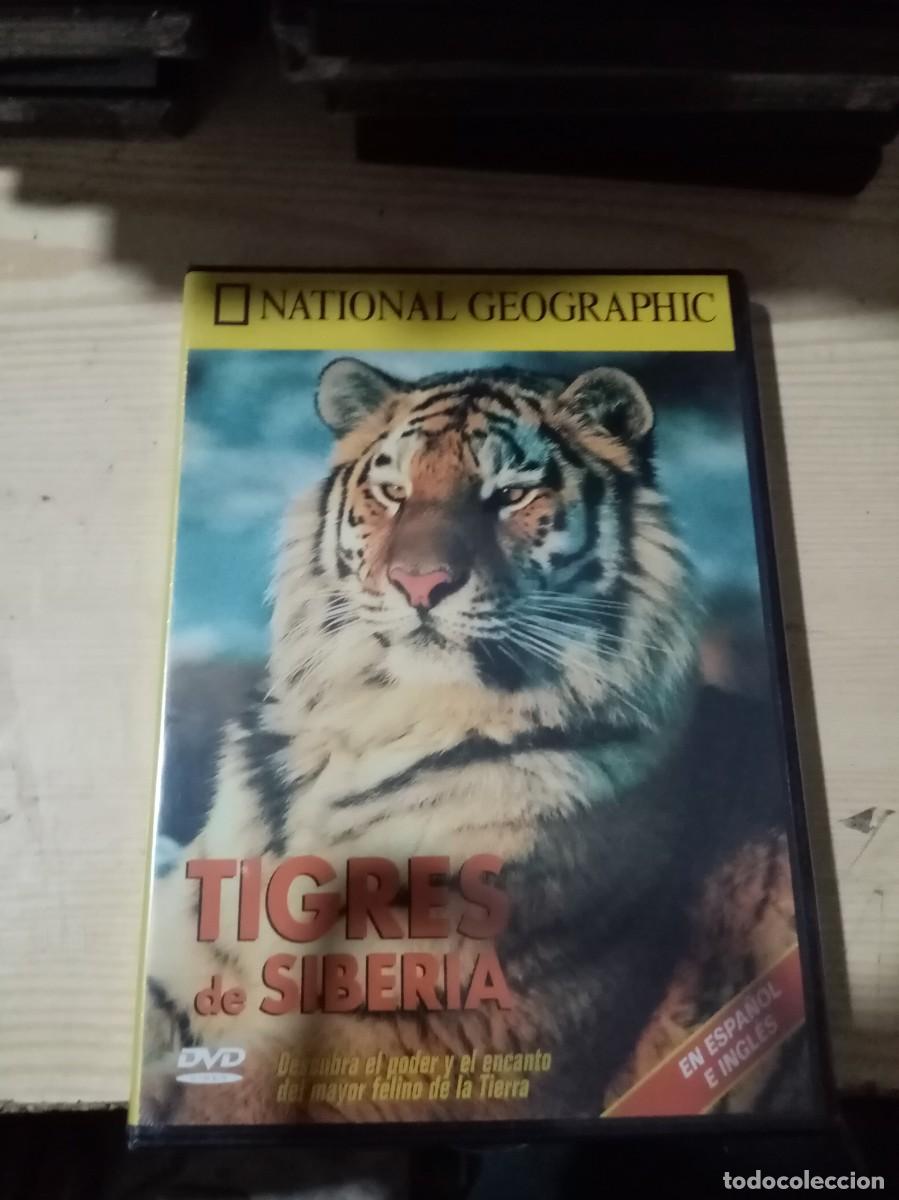 NATIONAL GEOGRAPHIC
TIGRES
de SIBERIA
DVD
Descubra el poder y el encanto
del mayor felino de la Tierra
EN ESPAÑOL
E INGLÉS
todocoleccion